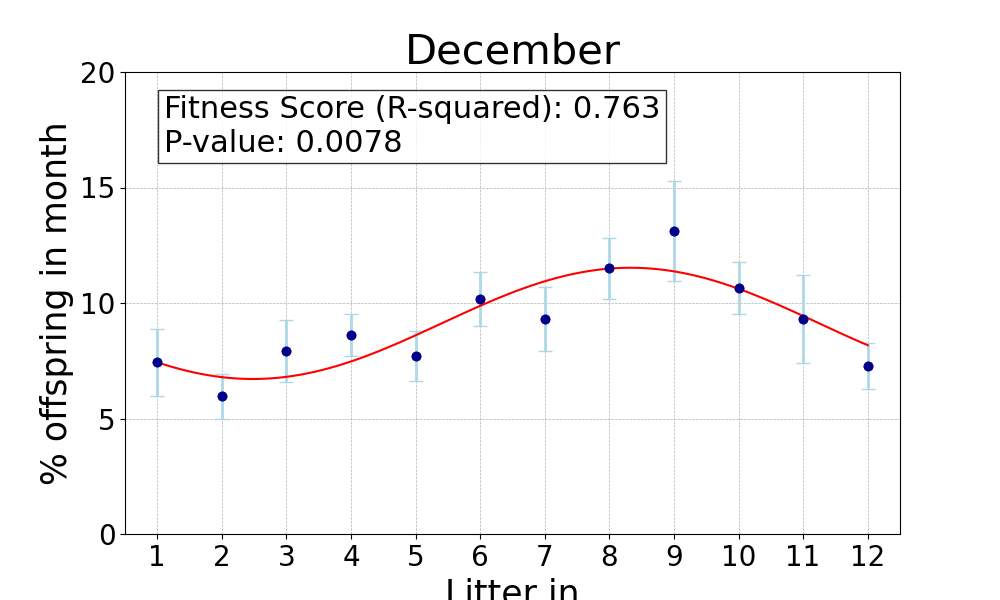 December
Fitness Score (R-squared): 0.763
P-value: 0.0078
% offspring in month
20
15
10
5
0
1 2 3 4 5 6 7 8 9 10 11 12
Litter in